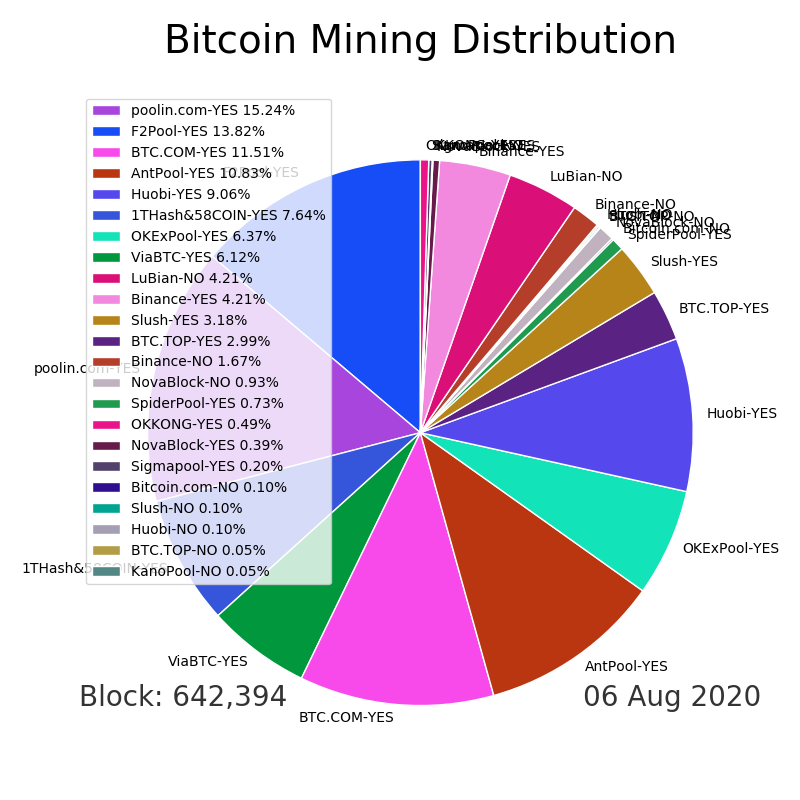 Bitcoin Mining Distribution
poolin.com-YES 15.24%
F2Pool-YES 13.82%
BTC.COM-YES 11.51%
AntPool-YES 10.83%
Huobi-YES 9.06%
1THash&58COIN-YES 7.64%
OKExPool-YES 6.37%
ViaBTC-YES 6.12%
LuBian-NO 4.21%
Binance-YES 4.21%
Slush-YES 3.18%
BTC.TOP-YES 2.99%
Binance-NO 1.67%
NovaBlock-NO 0.93%
SpiderPool-YES 0.73%
OKKONG-YES 0.49%
NovaBlock-YES 0.39%
Sigmapool-YES 0.20%
Bitcoin.com-NO 0.10%
Slush-NO 0.10%
Huobi-NO 0.10%
BTC.TOP-NO 0.05%
KanoPool-NO 0.05%
Binance-YES
LuBian-NO
Binance-NO
NovaBlock-NO
Bitcoin.com-NO
SpiderPool-YES
Slush-YES
BTC.TOP-YES
Huobi-YES
OKExPool-YES
AntPool-YES
BTC.COM-YES
ViaBTC-YES
1THash&58COIN-YES
poolin.com-YES
Block: 642,394
06 Aug 2020